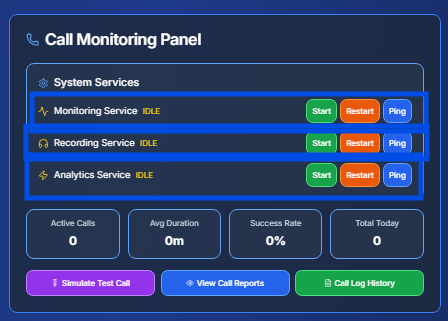 Call Monitoring Panel
System Services
Monitoring Service IDLE Start Restart Ping
Recording Service IDLE Start Restart Ping
Analytics Service IDLE Start Restart Ping
Active Calls Avg Duration Success Rate Total Today
0 0m 0% 0
Simulate Test Call View Call Reports Call Log History